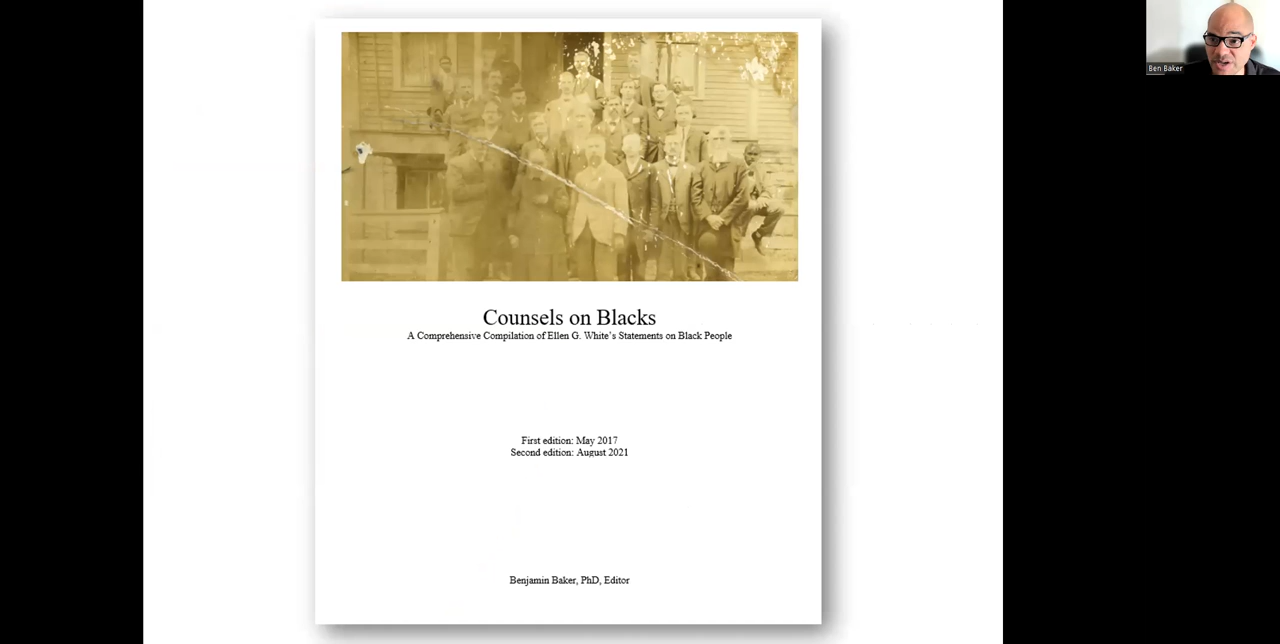 Ben Baker
Counsels on Blacks
A Comprehensive Compilation of Ellen G. White's Statements on Black People
First edition: May 2017
Second edition: August 2021
Benjamin Baker, PhD, Editor